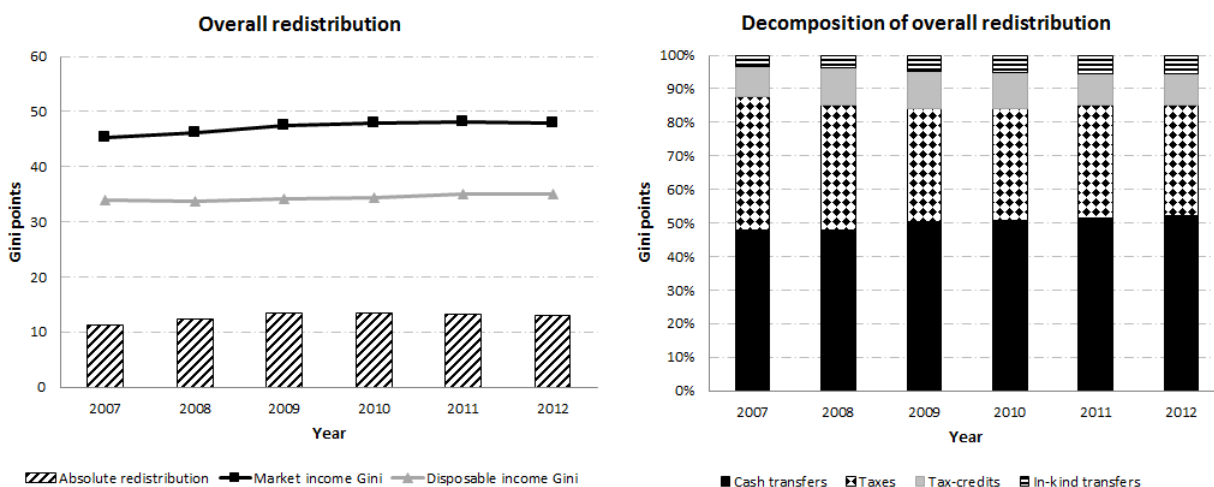 Overall redistribution
60
50
40
30
20
10
0
Gini points
2007 2008 2009 2010 2011 2012
Year
Absolute redistribution Market income Gini Disposable income Gini
Decomposition of overall redistribution
100%
90%
80%
70%
60%
50%
40%
30%
20%
10%
0%
Gini points
2007 2008 2009 2010 2011 2012
Year
Cash transfers Taxes Tax-credits In-kind transfers